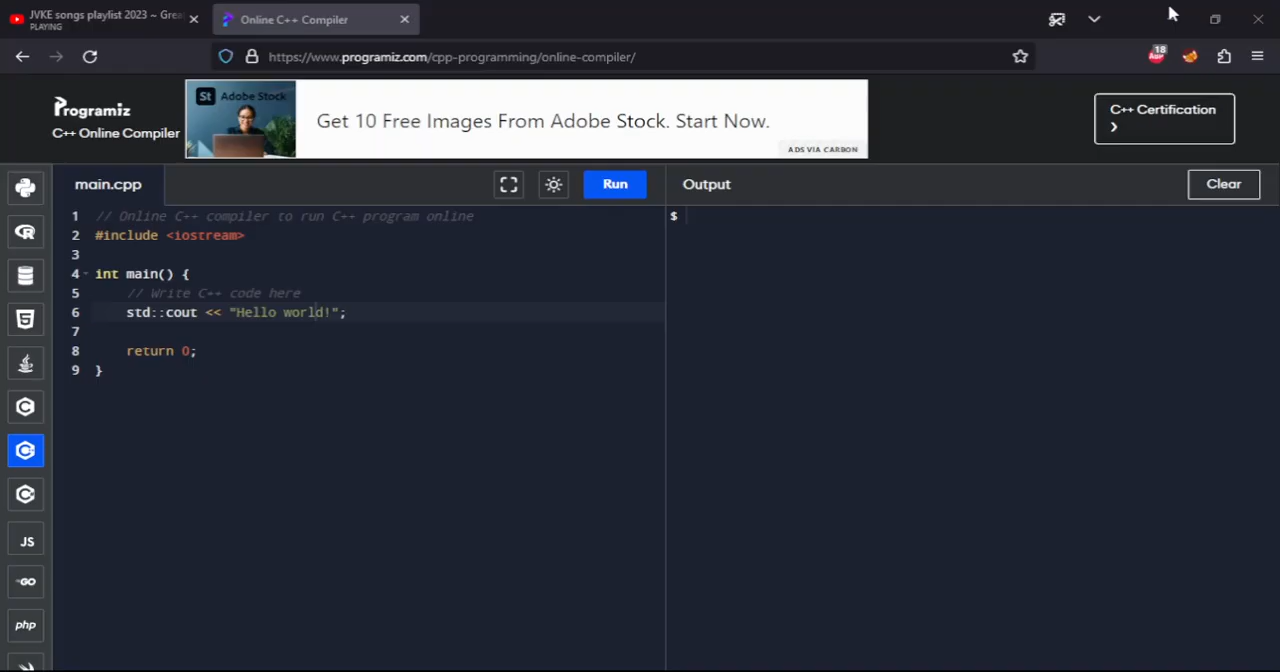 JVKE songs playlist 2023 ~ Grea
PLAYING
Online C++ Compiler
https://www.programiz.com/cpp-programming/online-compiler/
18
ABP
Programiz
C++ Online Compiler
St Adobe Stock
Get 10 Free Images From Adobe Stock. Start Now.
ADS VIA CARBON
C++ Certification
main.cpp
Run
Output
Clear
1 // Online C++ compiler to run C++ program online
2 #include <iostream>
3
4 int main() {
5 // Write C++ code here
6 std::cout << "Hello world!";
7
8 return 0;
9 }
$
R
5
C
C
C
JS
GO
php